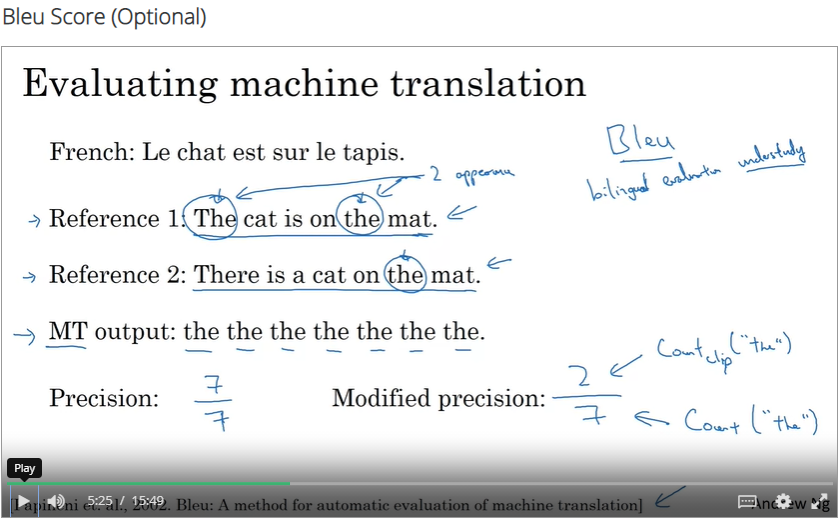 Bleu Score (Optional)
Evaluating machine translation
Bleu
bilingual evaluation understudy
French: Le chat est sur le tapis.
2
Reference 1: The cat is on the mat.
Reference 2: There is a cat on the mat.
MT output: the the the the the the the.
Precision: 7/7
Modified precision: 2/7
Count clip ("the")
Count ("the")
Play
5:25 / 15:49
[Papineni et. al., 2002. Bleu: A method for automatic evaluation of machine translation]
Andrew Ng